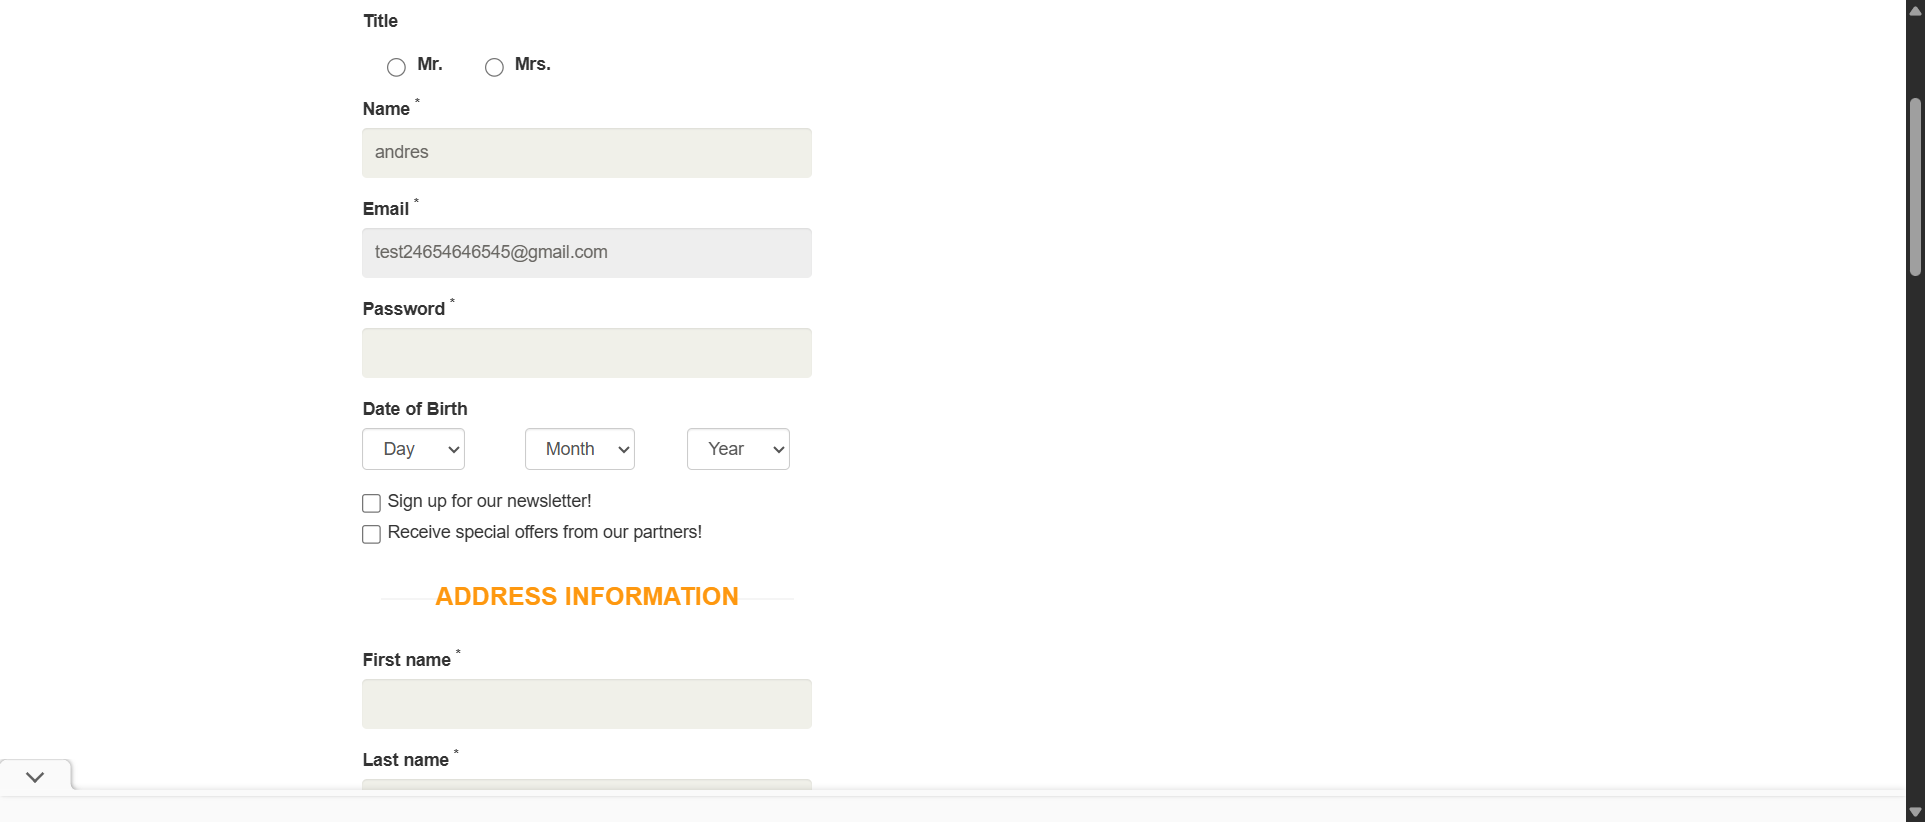 Title
Mr. Mrs.
Name *
andres
Email *
test24654646545@gmail.com
Password *
Date of Birth
Day Month Year
Sign up for our newsletter!
Receive special offers from our partners!
ADDRESS INFORMATION
First name *
Last name *